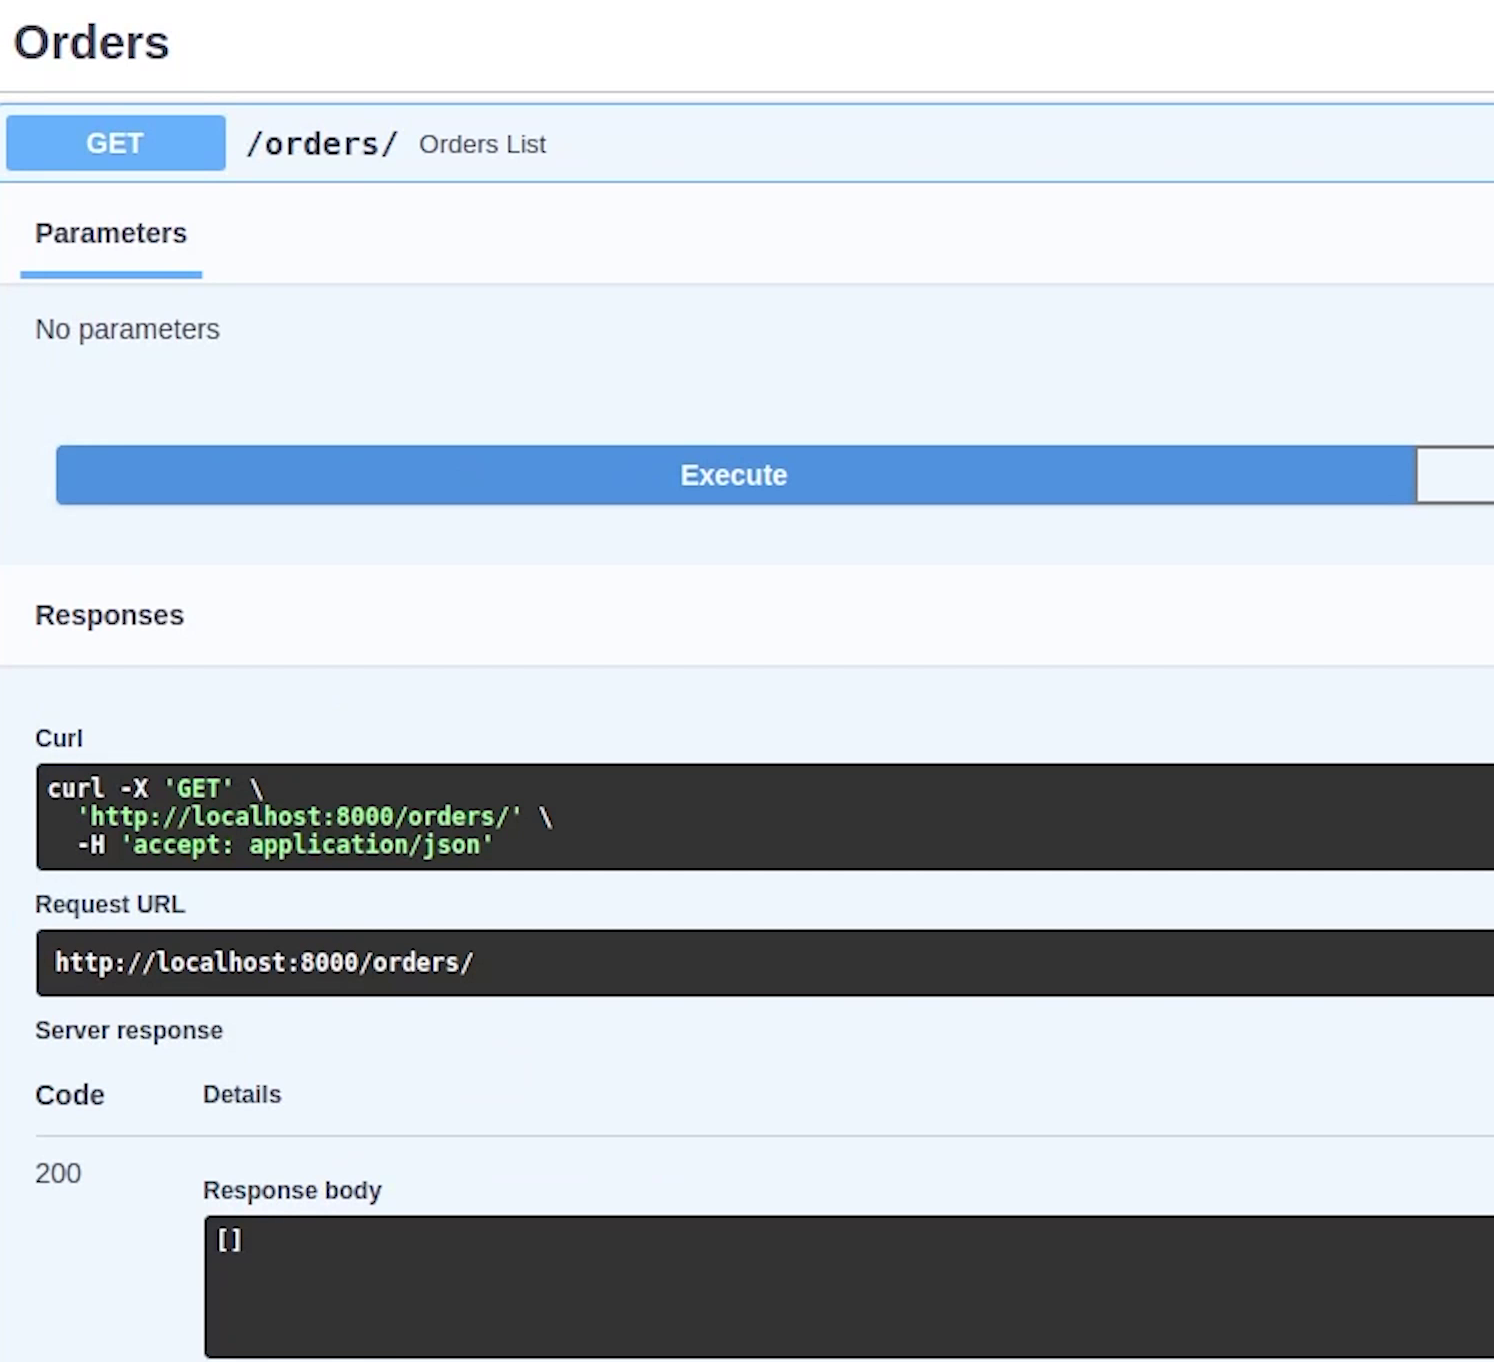 Orders
GET /orders/ Orders List
Parameters
No parameters
Execute
Responses
Curl
curl -X 'GET' \
  'http://localhost:8000/orders/' \
  -H 'accept: application/json'
Request URL
http://localhost:8000/orders/
Server response
Code Details
200
Response body
[]